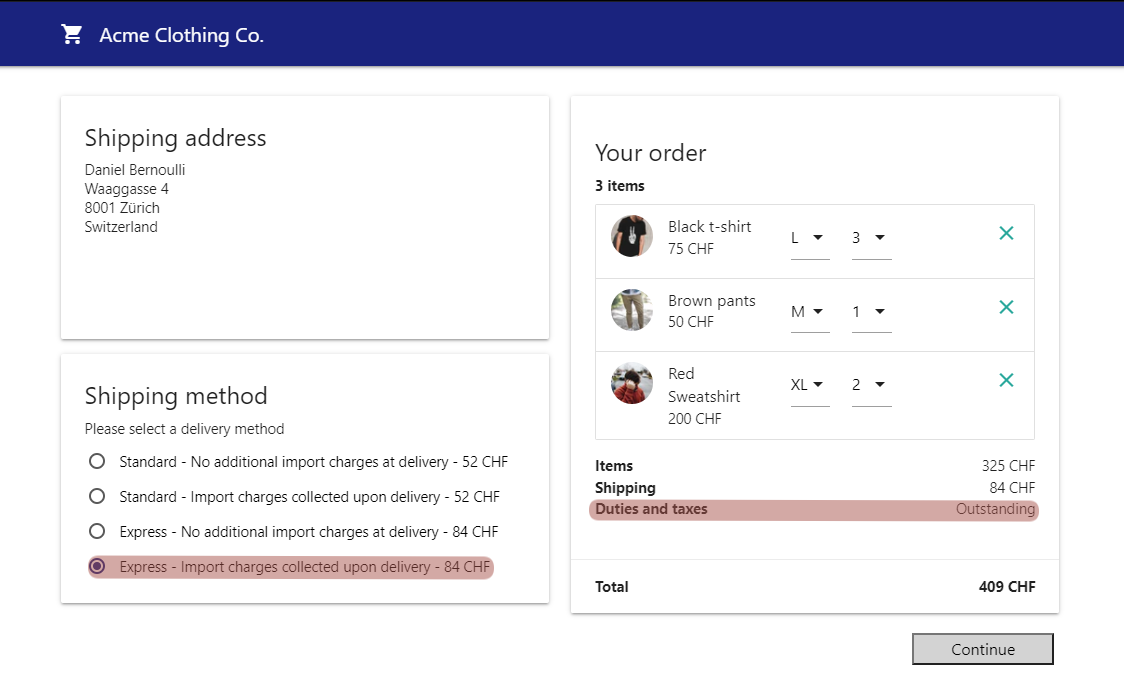 Acme Clothing Co.
Shipping address
Daniel Bernoulli
Waaggasse 4
8001 Zürich
Switzerland
Shipping method
Please select a delivery method
Standard - No additional import charges at delivery - 52 CHF
Standard - Import charges collected upon delivery - 52 CHF
Express - No additional import charges at delivery - 84 CHF
Express - Import charges collected upon delivery - 84 CHF
Your order
3 items
Black t-shirt
75 CHF
L
3
Brown pants
50 CHF
M
1
Red
Sweatshirt
200 CHF
XL
2
Items 325 CHF
Shipping 84 CHF
Duties and taxes Outstanding
Total 409 CHF
Continue